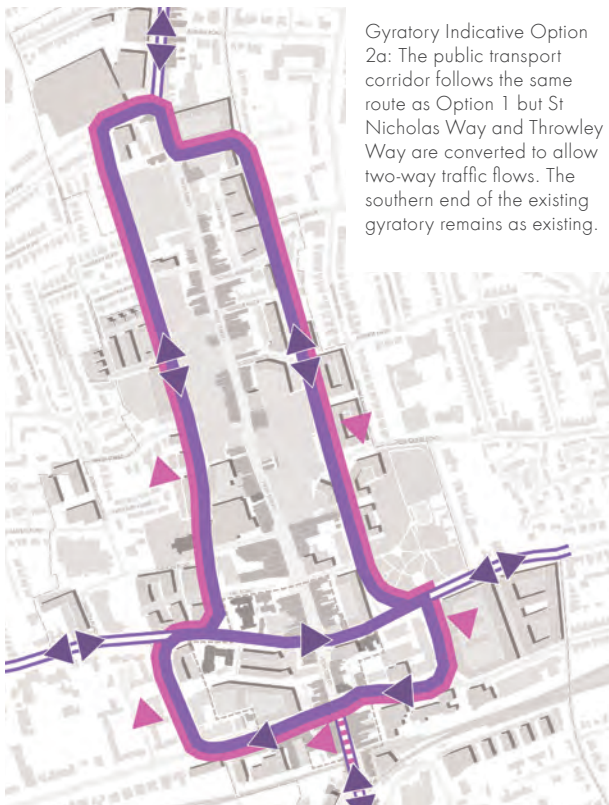 Gyratory Indicative Option
2a: The public transport
corridor follows the same
route as Option 1 but St
Nicholas Way and Throwley
Way are converted to allow
two-way traffic flows. The
southern end of the existing
gyratory remains as existing.